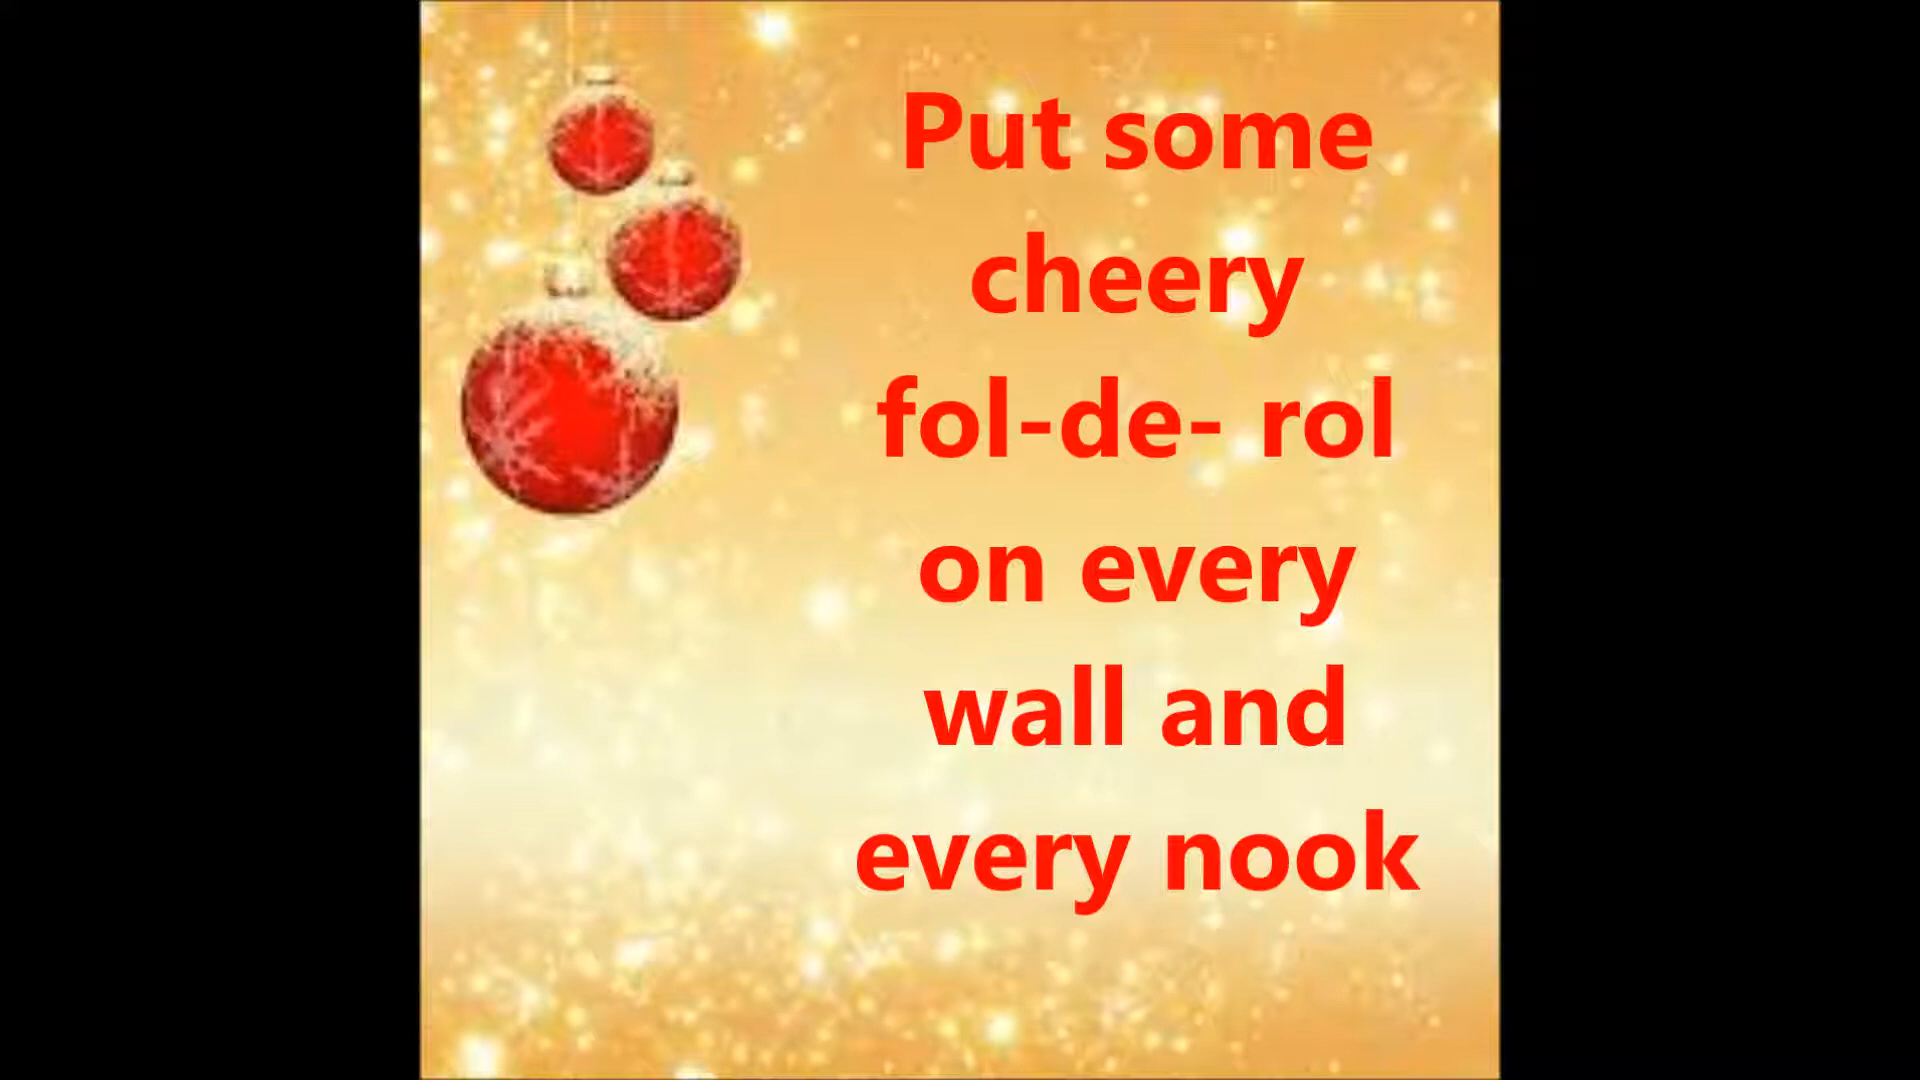 Put some
cheery
fol-de- rol
on every
wall and
every nook